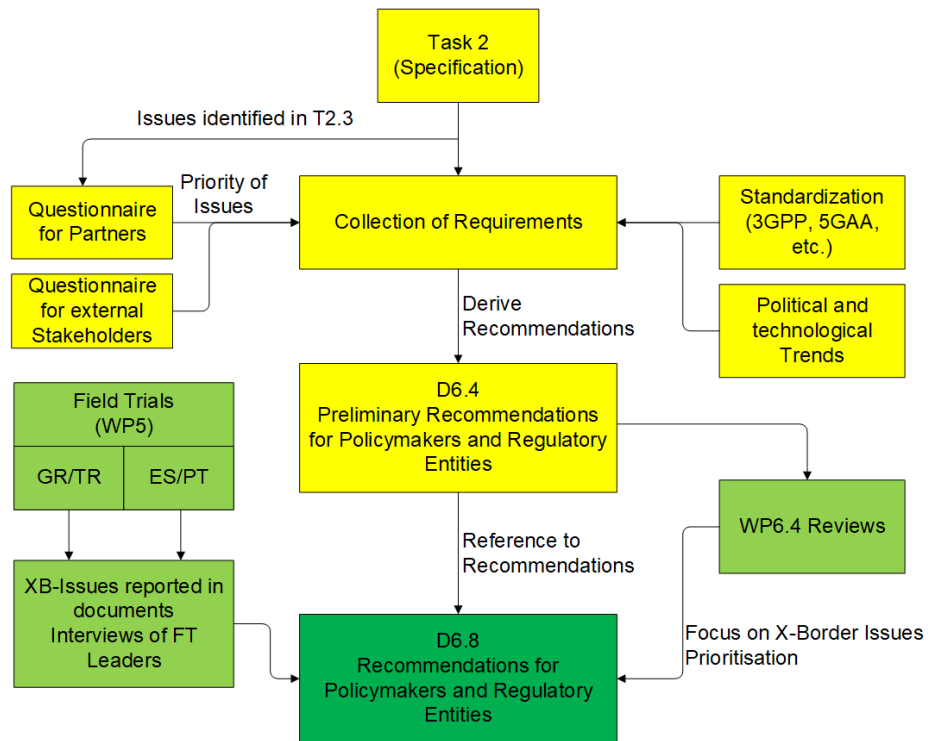 Task 2
(Specification)
Issues identified in T2.3
Priority of
Issues
Questionnaire
for Partners
Collection of Requirements
Standardization
(3GPP, 5GAA,
etc.)
Questionnaire
for external
Stakeholders
Derive
Recommendations
Political and
technological
Trends
Field Trials
(WP5)
GR/TR
ES/PT
D6.4
Preliminary Recommendations
for Policymakers and Regulatory
Entities
WP6.4 Reviews
Reference to
Recommendations
XB-Issues reported in
documents
Interviews of FT
Leaders
D6.8
Recommendations for
Policymakers and Regulatory
Entities
Focus on X-Border Issues
Prioritisation